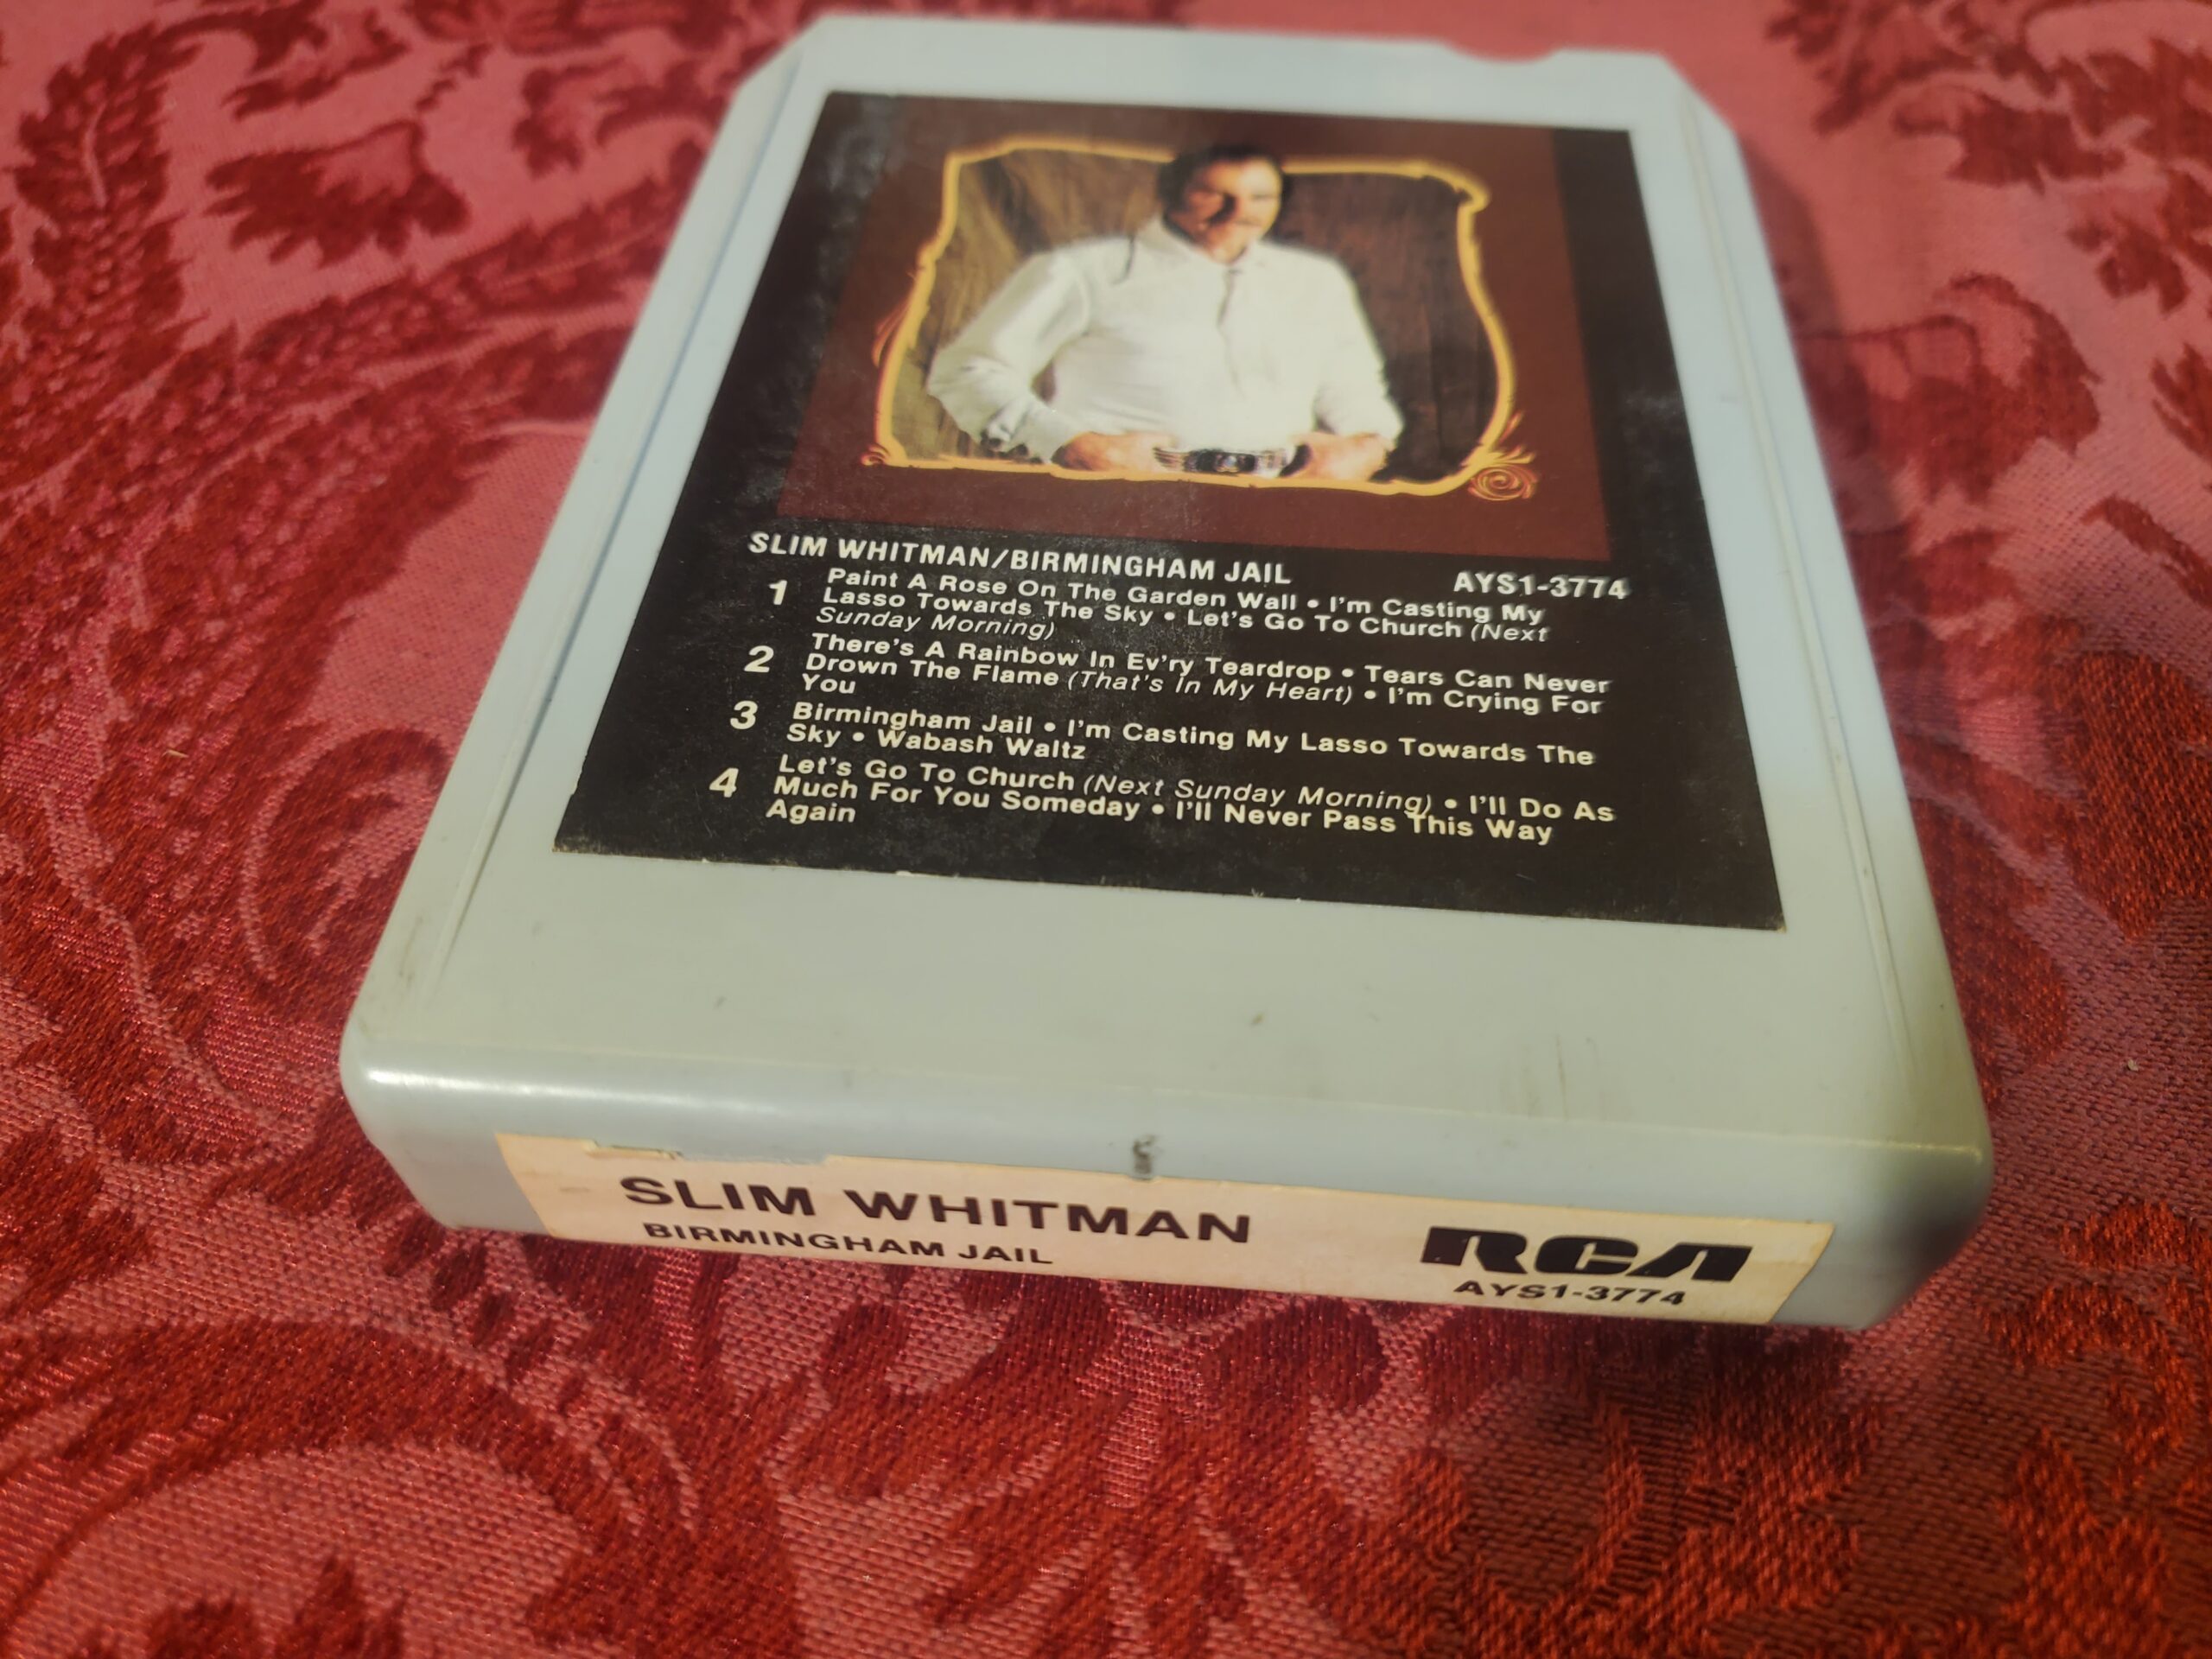 SLIM WHITMAN/BIRMINGHAM JAIL AYS1-3774
1 Paint A Rose On The Garden Wall • I'm Casting My
Lasso Towards The Sky • Let's Go To Church (Next
Sunday Morning)
2 There's A Rainbow In Ev'ry Teardrop • Tears Can Never
Drown The Flame (That's In My Heart) • I'm Crying For
You
3 Birmingham Jail • I'm Casting My Lasso Towards The
Sky • Wabash Waltz
4 Let's Go To Church (Next Sunday Morning) • I'll Do As
Much For You Someday • I'll Never Pass This Way
Again
SLIM WHITMAN
BIRMINGHAM JAIL
RCA
AYS1-3774